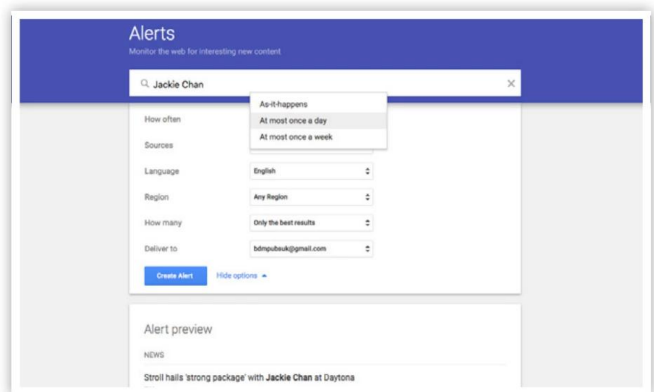 Alerts
Monitor the web for interesting new content
Jackie Chan
As-it-happens
How often
At most once a day
At most once a week
Sources
Language English
Region Any Region
How many Only the best results
Deliver to bdmpubsuk@gmail.com
Create Alert Hide options
Alert preview
NEWS
Stroll hails 'strong package' with Jackie Chan at Daytona